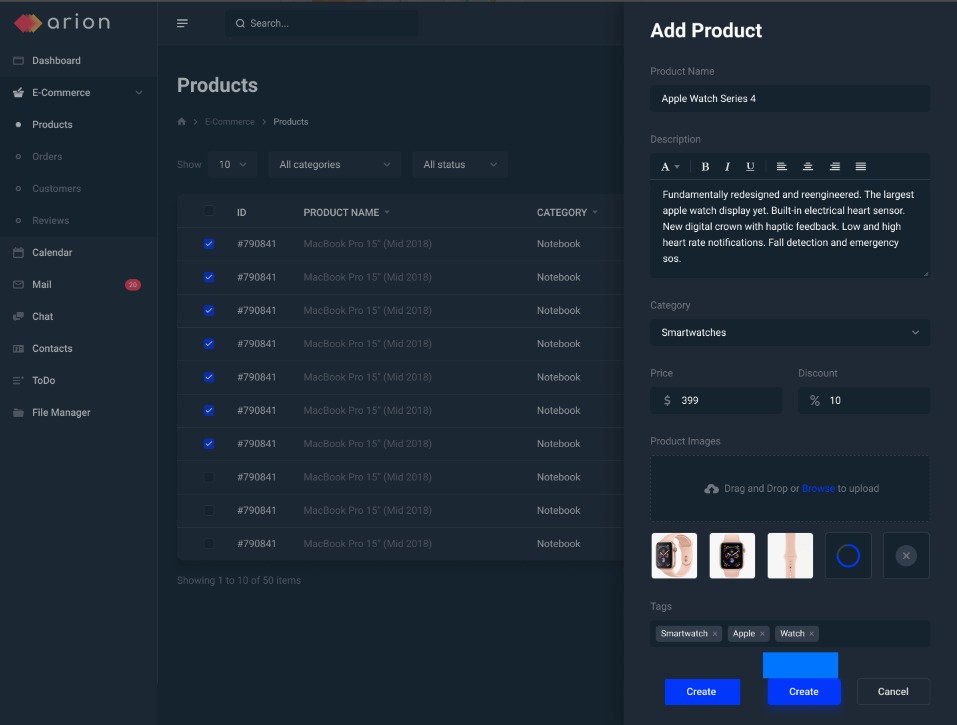 arion
Search...
Dashboard
E-Commerce
Products
Orders
Customers
Reviews
Calendar
Mail
20
Chat
Contacts
ToDo
File Manager
Products
E-Commerce
Products
Show 10 All categories All status
ID PRODUCT NAME CATEGORY
#790841 MacBook Pro 15" (Mid 2018) Notebook
#790841 MacBook Pro 15" (Mid 2018) Notebook
#790841 MacBook Pro 15" (Mid 2018) Notebook
#790841 MacBook Pro 15" (Mid 2018) Notebook
#790841 MacBook Pro 15" (Mid 2018) Notebook
#790841 MacBook Pro 15" (Mid 2018) Notebook
#790841 MacBook Pro 15" (Mid 2018) Notebook
#790841 MacBook Pro 15" (Mid 2018) Notebook
#790841 MacBook Pro 15" (Mid 2018) Notebook
#790841 MacBook Pro 15" (Mid 2018) Notebook
Showing 1 to 10 of 50 items
Add Product
Product Name
Apple Watch Series 4
Description
A B I U
Fundamentally redesigned and reengineered. The largest
apple watch display yet. Built-in electrical heart sensor.
New digital crown with haptic feedback. Low and high
heart rate notifications. Fall detection and emergency
sos.
Category
Smartwatches
Price Discount
$ 399 % 10
Product Images
Drag and Drop or Browse to upload
Tags
Smartwatch × Apple × Watch ×
Create Create Cancel